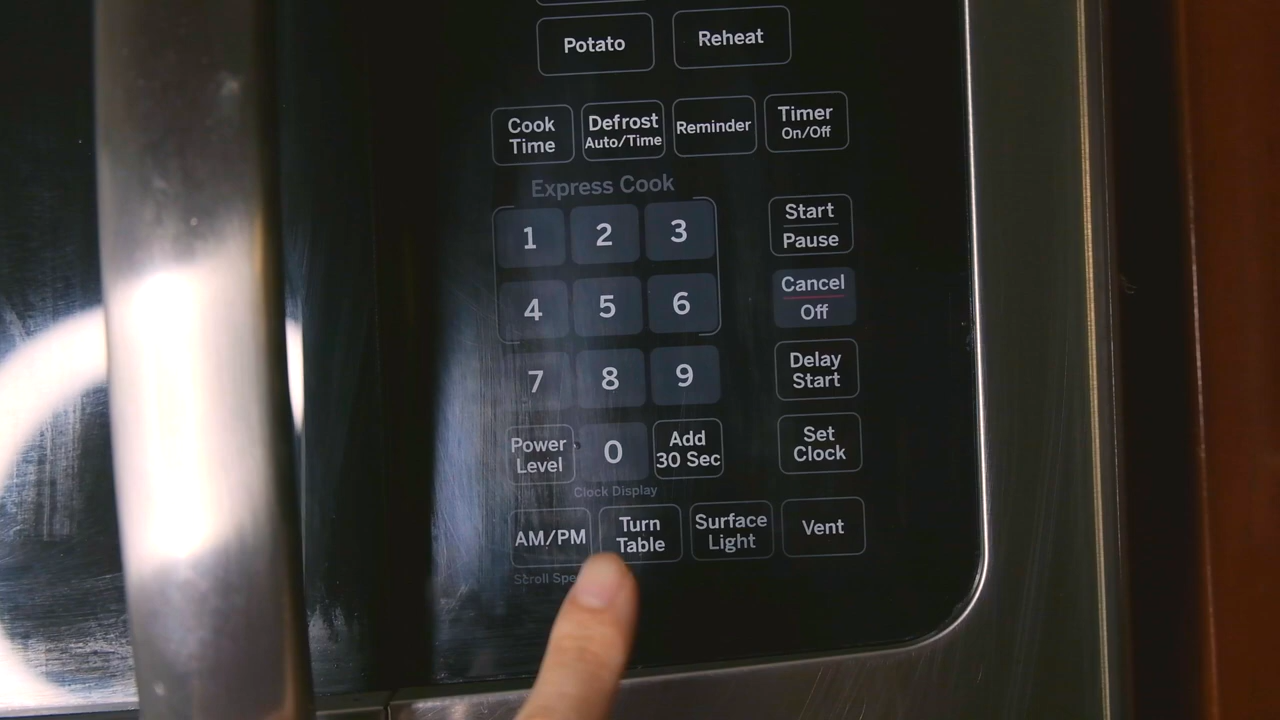 Potato
Reheat
Cook
Time
Defrost
Auto/Time
Reminder
Timer
On/Off
Express Cook
1
2
3
Start
Pause
4
5
6
Cancel
Off
7
8
9
Delay
Start
Power
Level
0
Add
30 Sec
Set
Clock
Clock Display
AM/PM
Turn
Table
Surface
Light
Vent
Scroll